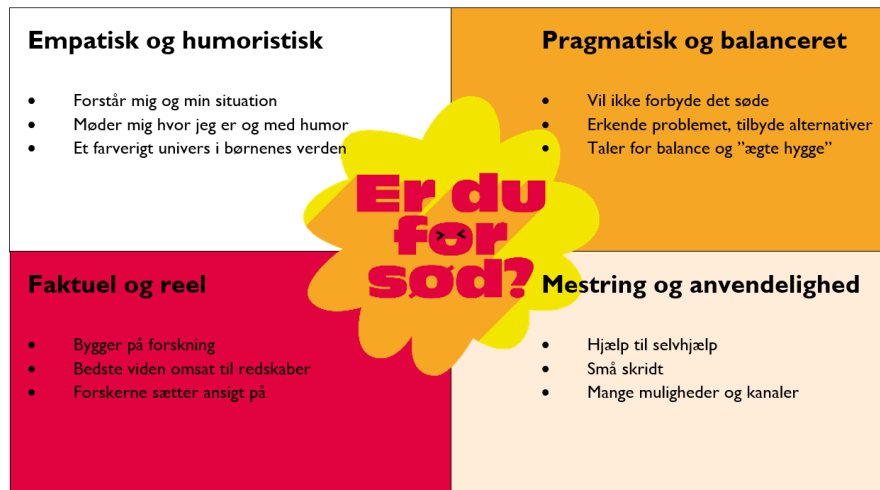 Empatisk og humoristisk
• Forstår mig og min situation
• Møder mig hvor jeg er og med humor
• Et farverigt univers i børnenes verden
Pragmatisk og balanceret
• Vil ikke forbyde det søde
• Erkende problemet, tilbyde alternativer
• Taler for balance og ”ægte hygge”
Er du
for
sød?
Faktuel og reel
• Bygger på forskning
• Bedste viden omsat til redskaber
• Forskerne sætter ansigt på
Mestring og anvendelighed
• Hjælp til selvhjælp
• Små skridt
• Mange muligheder og kanaler